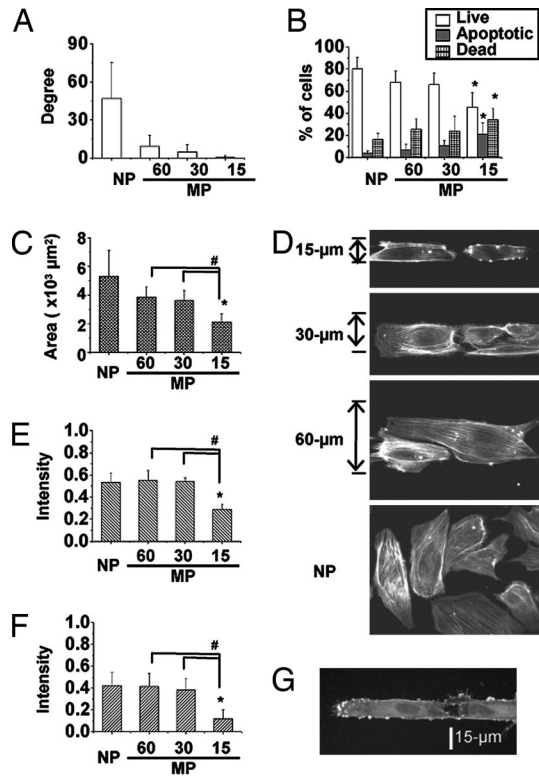 A
Degree
90
60
30
0
NP
60 30 15
MP
B
Live
Apoptotic
Dead
% of cells
100
80
60
40
20
0
*
*
*
NP
60 30 15
MP
C
Area ( x10³ μm²)
8
6
4
2
0
#
*
NP
60 30 15
MP
D
15-μm
30-μm
60-μm
NP
E
Intensity
1.0
0.8
0.6
0.4
0.2
0.0
#
*
NP
60 30 15
MP
F
Intensity
1.0
0.8
0.6
0.4
0.2
0.0
#
*
NP
60 30 15
MP
G
15-μm